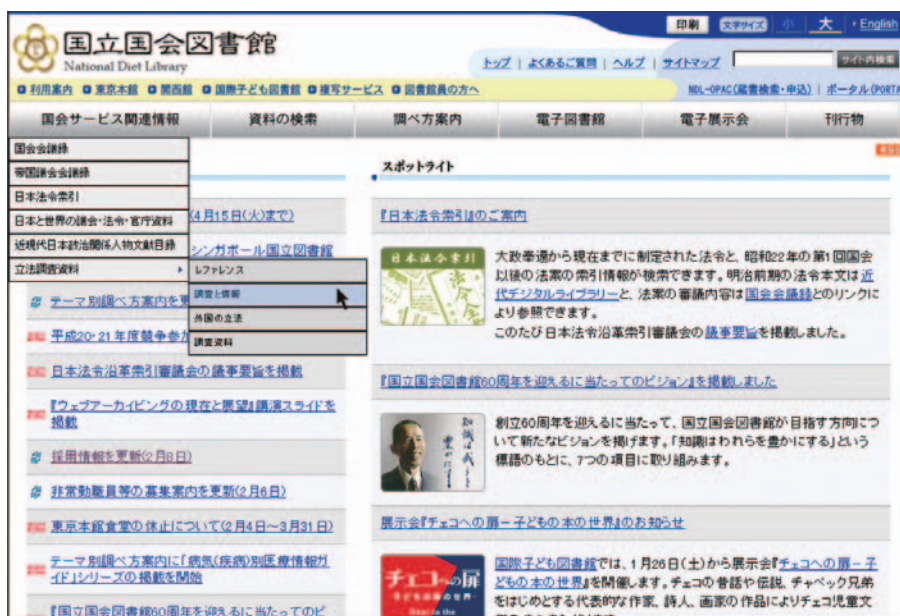 印刷 文字サイズ 小 大 English
国立国会図書館
National Diet Library
トップ | よくあるご質問 | ヘルプ | サイトマップ サイト内検索
利用案内 東京本館 関西館 国際子ども図書館 複写サービス 図書館員の方へ NDL-OPAC(蔵書検索・申込) | ポータル(PORTA
国会サービス関連情報 資料の検索 調べ方案内 電子図書館 電子展示会 刊行物
国会会議録
帝国議会会議録
日本法令索引
日本と世界の議会・法令・官庁資料
近現代日本政治関係人物文献目録
立法調査資料
レファレンス
調査と情報
外国の立法
調査資料
4月15日(火)まで)
シンガポール国立図書館
テーマ別調べ方案内を更
平成20・21年度競争参加
日本法令沿革索引審議会の議事要旨を掲載
『ウェブアーカイビングの現在と展望』講演スライドを
掲載
採用情報を更新(2月8日)
非常勤職員等の募集案内を更新(2月6日)
東京本館食堂の休止について(2月4日~3月31日)
テーマ別調べ方案内に「病気(疾病)別医療情報ガ
イド」シリーズの掲載を開始
『国立国会図書館60周年を迎えるに当たってのビ
スポットライト
『日本法令索引』のご案内
日本法令索引
大政奉還から現在までに制定された法令と、昭和22年の第1回国会
以後の法案の索引情報が検索できます。明治前期の法令本文は近
代デジタルライブラリーと、法案の審議内容は国会会議録とのリンクに
より参照できます。
このたび日本法令沿革索引審議会の議事要旨を掲載しました。
『国立国会図書館60周年を迎えるに当たってのビジョン』を掲載しました
創立60周年を迎えるに当たって、国立国会図書館が目指す方向につ
いて新たなビジョンを掲げます。「知識はわれらを豊かにする」という
標語のもとに、7つの項目に取り組みます。
展示会『チェコへの扉－子どもの本の世界』のお知らせ
チェコへの扉
子どもの本の世界
国際子ども図書館では、1月26日(土)から展示会『チェコへの扉－子
どもの本の世界』を開催します。チェコの昔話や伝説、チャペック兄弟
をはじめとする代表的な作家、詩人、画家の作品によりチェコ児童文